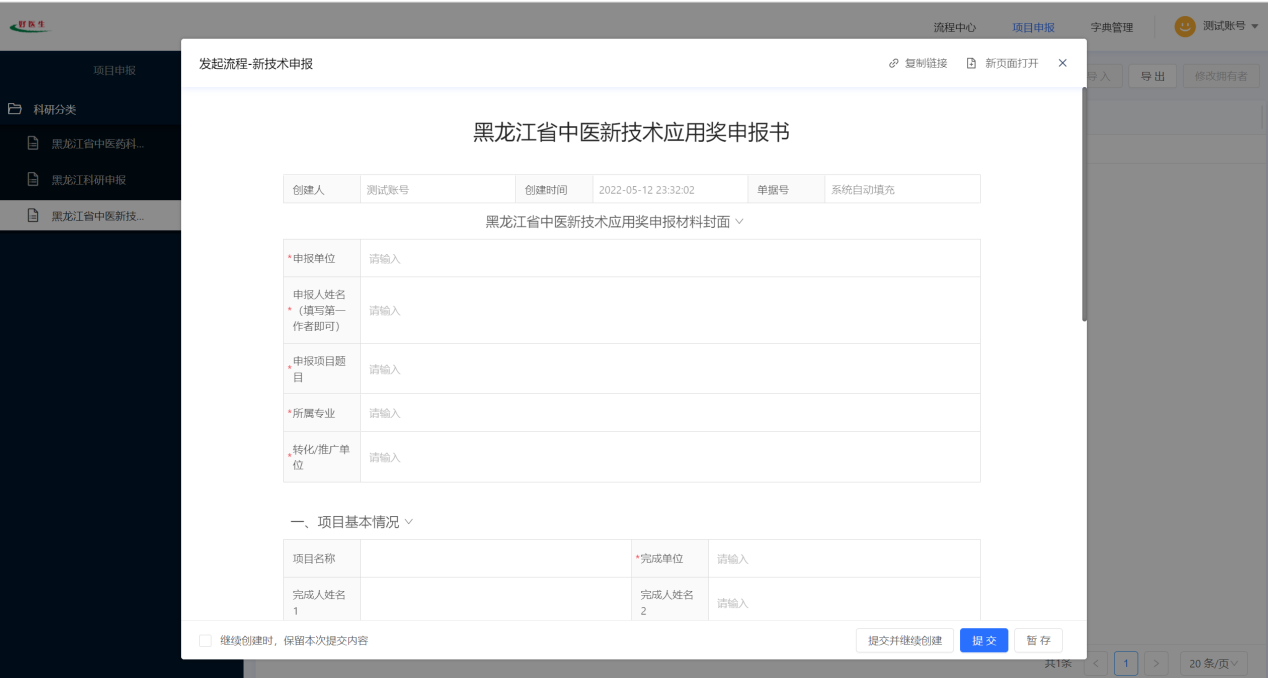 好医生
流程中心 项目申报 字典管理 测试账号
项目申报
科研分类
黑龙江省中医药科...
黑龙江科研申报
黑龙江省中医新技...
导入 导出 修改拥有者
发起流程-新技术申报 复制链接 新页面打开
黑龙江省中医新技术应用奖申报书
创建人 测试账号 创建时间 2022-05-12 23:32:02 单据号 系统自动填充
黑龙江省中医新技术应用奖申报材料封面
*申报单位 请输入
申报人姓名
*（填写第一
作者即可） 请输入
*申报项目题
目 请输入
*所属专业 请输入
*转化/推广单
位 请输入
一、项目基本情况
项目名称 *完成单位 请输入
完成人姓名
1
完成人姓名
2 请输入
继续创建时，保留本次提交内容 提交并继续创建 提交 暂存
共1条 < 1 > 20 条/页